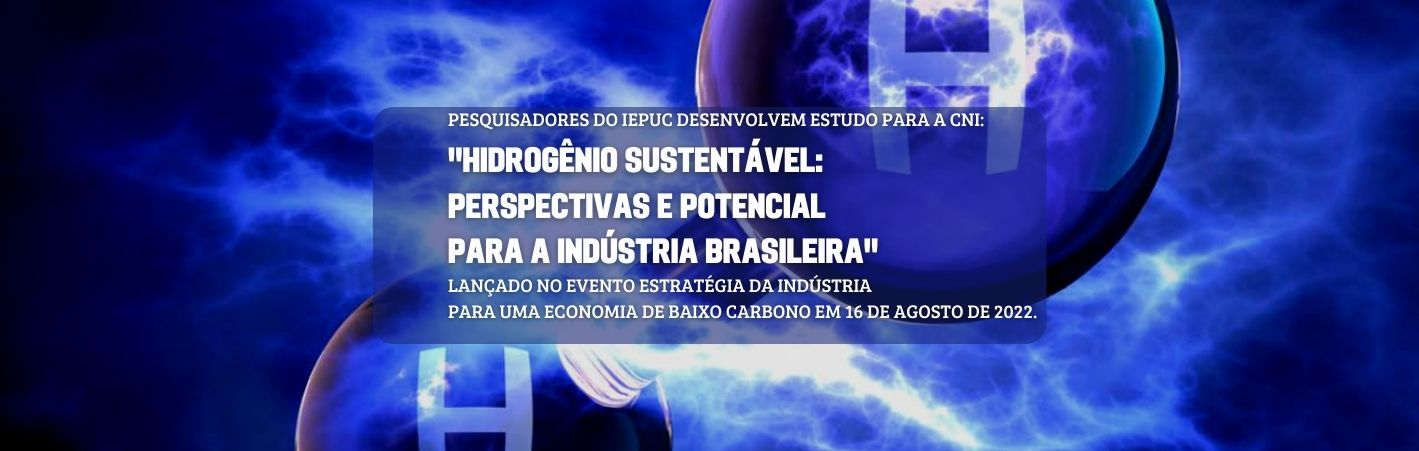 H
PESQUISADORES DO IEPUC DESENVOLVEM ESTUDO PARA A CNI:
"HIDROGÊNIO SUSTENTÁVEL:
PERSPECTIVAS E POTENCIAL
PARA A INDÚSTRIA BRASILEIRA"
LANÇADO NO EVENTO ESTRATÉGIA DA INDÚSTRIA
PARA UMA ECONOMIA DE BAIXO CARBONO EM 16 DE AGOSTO DE 2022.
H